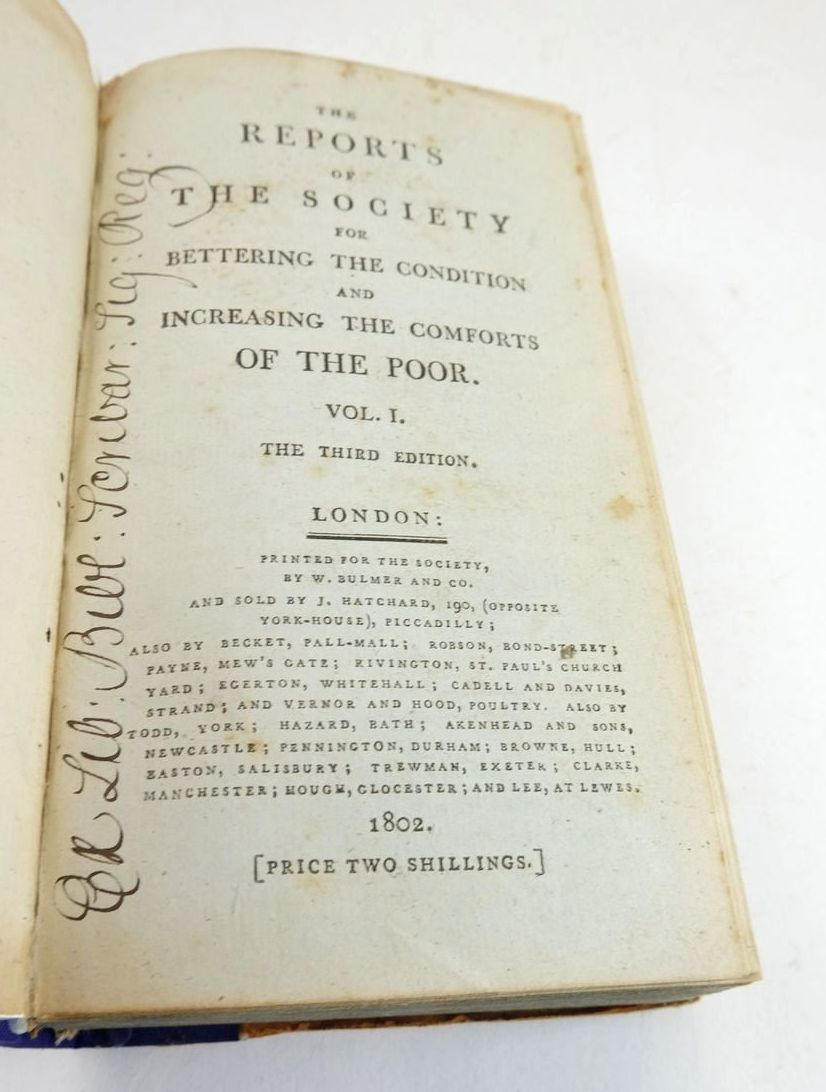 THE
REPORTS
OF
THE SOCIETY
FOR
BETTERING THE CONDITION
AND
INCREASING THE COMFORTS
OF THE POOR.
VOL. I.
THE THIRD EDITION.
LONDON:
PRINTED FOR THE SOCIETY,
BY W. BULMER AND CO.
AND SOLD BY J. HATCHARD, 190, (OPPOSITE
YORK-HOUSE), PICCADILLY;
ALSO BY BECKET, PALL-MALL; ROBSON, BOND-STREET;
PAYNE, MEW'S GATE; RIVINGTON, ST. PAUL'S CHURCH
YARD; EGERTON, WHITEHALL; CADELL AND DAVIES,
STRAND; AND VERNOR AND HOOD, POULTRY. ALSO BY
TODD, YORK; HAZARD, BATH; AKENHEAD AND SONS,
NEWCASTLE; PENNINGTON, DURHAM; BROWNE, HULL;
EASTON, SALISBURY; TREWMAN, EXETER; CLARKE,
MANCHESTER; HOUGH, GLOCESTER; AND LEE, AT LEWES.
1802.
[PRICE TWO SHILLINGS.]
Ex Lib: Bibl: Scribar: Sig: Reg: